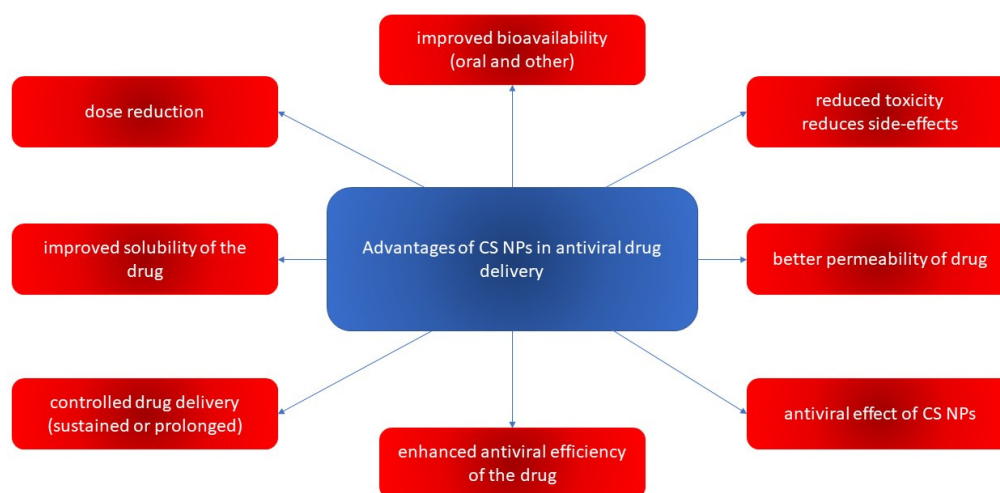 improved bioavailability
(oral and other)
dose reduction
reduced toxicity
reduces side-effects
improved solubility of the
drug
Advantages of CS NPs in antiviral drug
delivery
better permeability of drug
controlled drug delivery
(sustained or prolonged)
enhanced antiviral efficiency
of the drug
antiviral effect of CS NPs